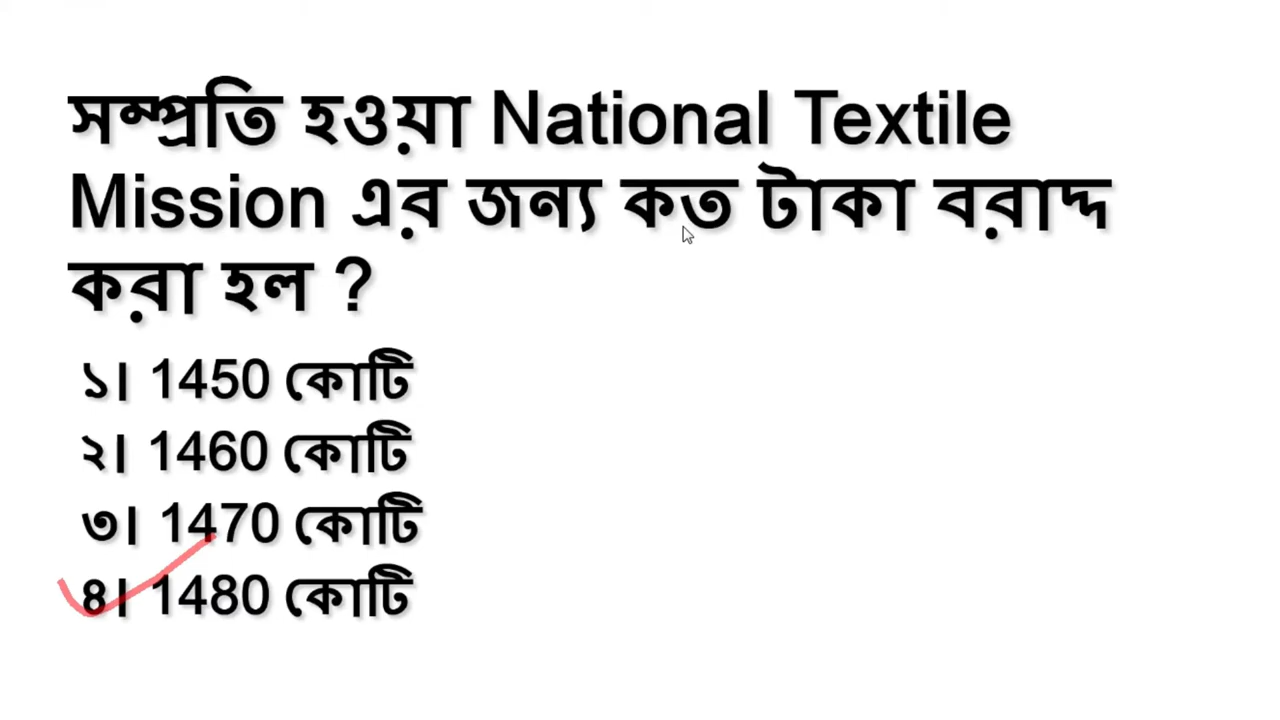 সম্প্রতি হওয়া National Textile
Mission এর জন্য কত টাকা বরাদ্দ
করা হল ?
১। 1450 কোটি
২। 1460 কোটি
৩। 1470 কোটি
৪। 1480 কোটি